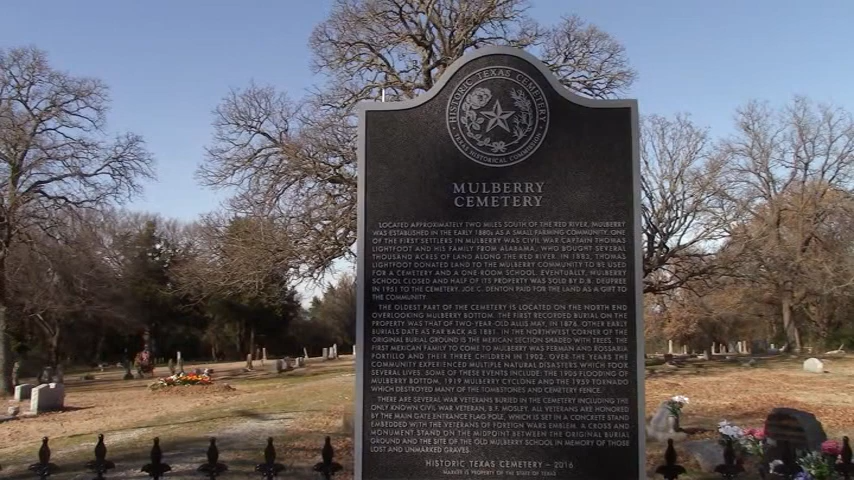 HISTORIC TEXAS CEMETERY
TEXAS HISTORICAL COMMISSION
MULBERRY
CEMETERY
LOCATED APPROXIMATELY TWO MILES SOUTH OF THE RED RIVER, MULBERRY
WAS ESTABLISHED IN THE EARLY 1880s AS A SMALL FARMING COMMUNITY. ONE
OF THE FIRST SETTLERS IN MULBERRY WAS CIVIL WAR CAPTAIN THOMAS
LIGHTFOOT AND HIS FAMILY FROM ALABAMA, WHO BOUGHT SEVERAL
THOUSAND ACRES OF LAND ALONG THE RED RIVER. IN 1883, THOMAS
LIGHTFOOT DONATED LAND TO THE MULBERRY COMMUNITY TO BE USED
FOR A CEMETERY AND A ONE-ROOM SCHOOL. EVENTUALLY, MULBERRY
SCHOOL CLOSED AND HALF OF ITS PROPERTY WAS SOLD BY D.B. DEUPREE
IN 1951 TO THE CEMETERY. JOE C. DENTON PAID FOR THE LAND AS A GIFT TO
THE COMMUNITY.
THE OLDEST PART OF THE CEMETERY IS LOCATED ON THE NORTH END
OVERLOOKING MULBERRY BOTTOM. THE FIRST RECORDED BURIAL ON THE
PROPERTY WAS THAT OF TWO-YEAR-OLD ALLIS MAY, IN 1878. OTHER EARLY
BURIALS DATE AS FAR BACK AS 1881. IN THE NORTHWEST CORNER OF THE
ORIGINAL BURIAL GROUND IS THE MEXICAN SECTION SHADED WITH TREES. THE
FIRST MEXICAN FAMILY TO COME TO MULBERRY WAS FERMAN AND ROSSARIA
PORTILLO AND THEIR THREE CHILDREN IN 1902. OVER THE YEARS THE
COMMUNITY EXPERIENCED MULTIPLE NATURAL DISASTERS WHICH TOOK
SEVERAL LIVES. SOME OF THESE EVENTS INCLUDE: THE 1905 FLOODING OF
MULBERRY BOTTOM, 1919 MULBERRY CYCLONE AND THE 1959 TORNADO
WHICH DESTROYED MANY OF THE TOMBSTONES AND CEMETERY FENCE.
THERE ARE SEVERAL WAR VETERANS BURIED IN THE CEMETERY INCLUDING THE
ONLY KNOWN CIVIL WAR VETERAN, B.F. MOSLEY. ALL VETERANS ARE HONORED
BY THE MAIN GATE ENTRANCE FLAG POLE, WHICH IS SET IN A CONCRETE STAND
EMBEDDED WITH THE VETERANS OF FOREIGN WARS EMBLEM. A CROSS AND
MONUMENT STAND ON THE MIDPOINT BETWEEN THE ORIGINAL BURIAL
GROUND AND THE SITE OF THE OLD MULBERRY SCHOOL IN MEMORY OF THOSE
LOST AND UNMARKED GRAVES.
HISTORIC TEXAS CEMETERY – 2016
MARKER IS PROPERTY OF THE STATE OF TEXAS